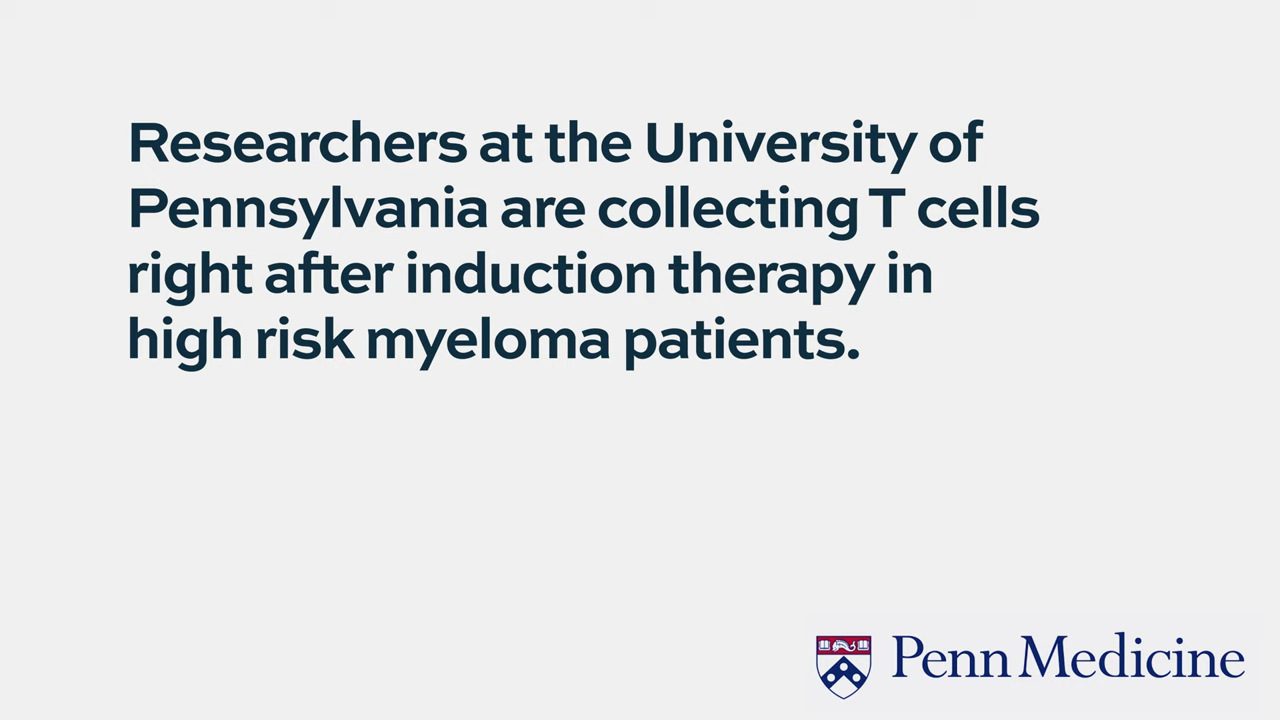 Researchers at the University of
Pennsylvania are collecting T cells
right after induction therapy in
high risk myeloma patients.
Penn Medicine